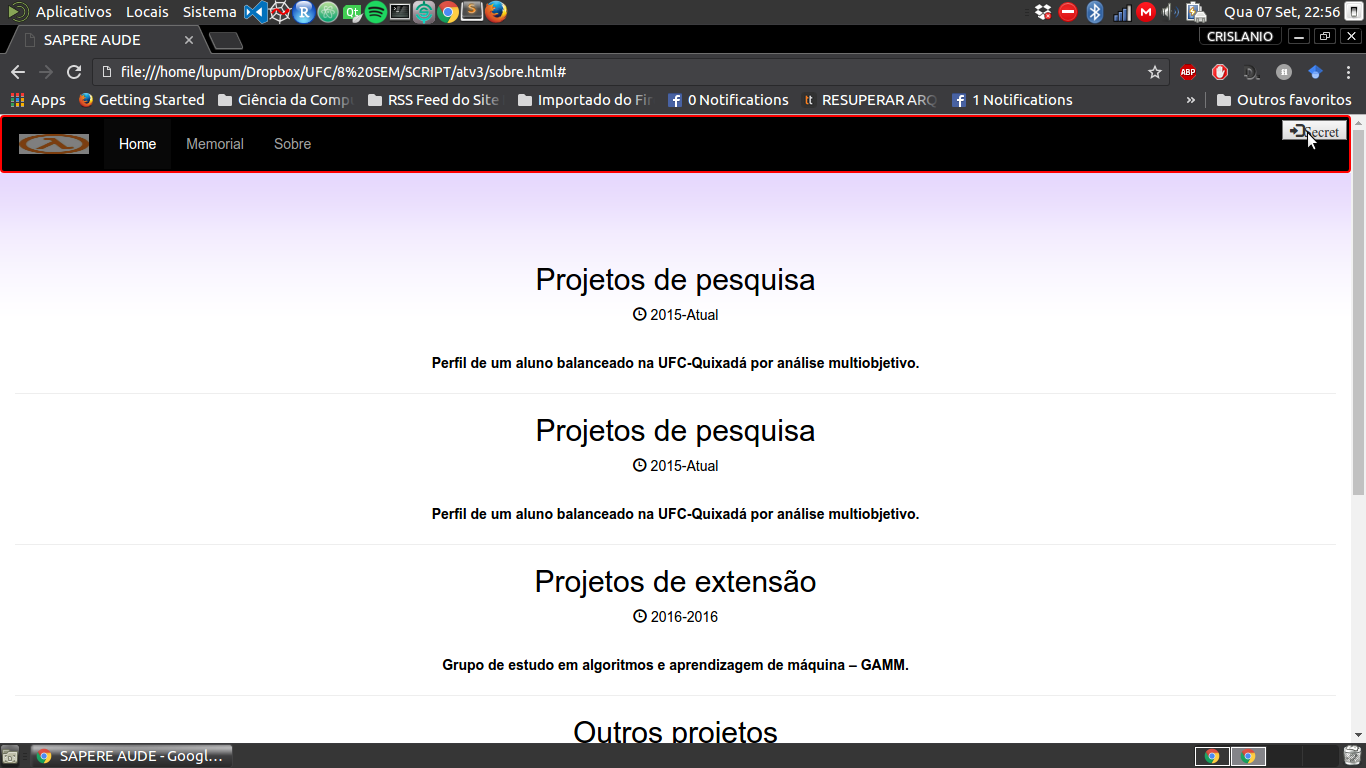 Aplicativos Locais Sistema Qua 07 Set, 22:56
SAPERE AUDE CRISLANIO
file:///home/lupum/Dropbox/UFC/8%20SEM/SCRIPT/atv3/sobre.html# ABP
Apps Getting Started Ciência da Compu RSS Feed do Site Importado do Fir 0 Notifications RESUPERAR ARQ 1 Notifications » Outros favoritos
Home Memorial Sobre Secret
Projetos de pesquisa
2015-Atual
Perfil de um aluno balanceado na UFC-Quixadá por análise multiobjetivo.
Projetos de pesquisa
2015-Atual
Perfil de um aluno balanceado na UFC-Quixadá por análise multiobjetivo.
Projetos de extensão
2016-2016
Grupo de estudo em algoritmos e aprendizagem de máquina – GAMM.
Outros projetos
SAPERE AUDE - Googl...